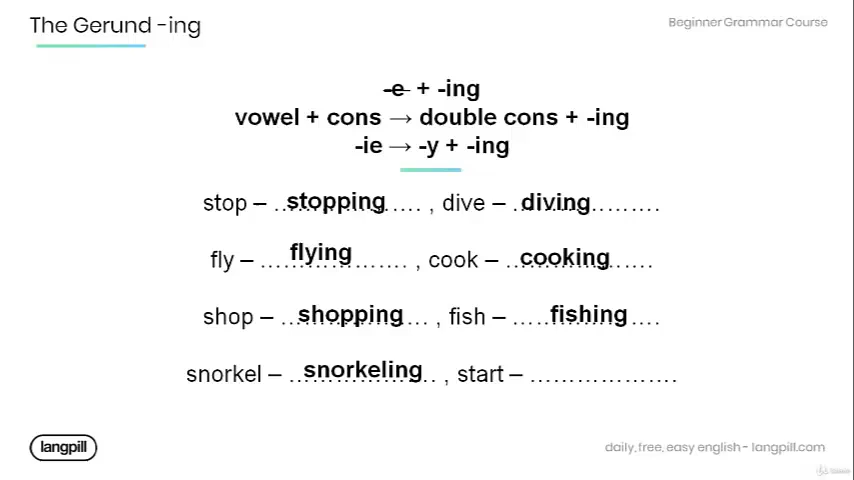 The Gerund -ing
Beginner Grammar Course
-e + -ing
vowel + cons → double cons + -ing
-ie → -y + -ing
stop – ...stopping..... , dive – ..diving.........
fly – ....flying....... , cook – ..cooking.....
shop – ..shopping... , fish – .....fishing....
snorkel – ..snorkeling.. , start – ...................
langpill
daily, free, easy english - langpill.com